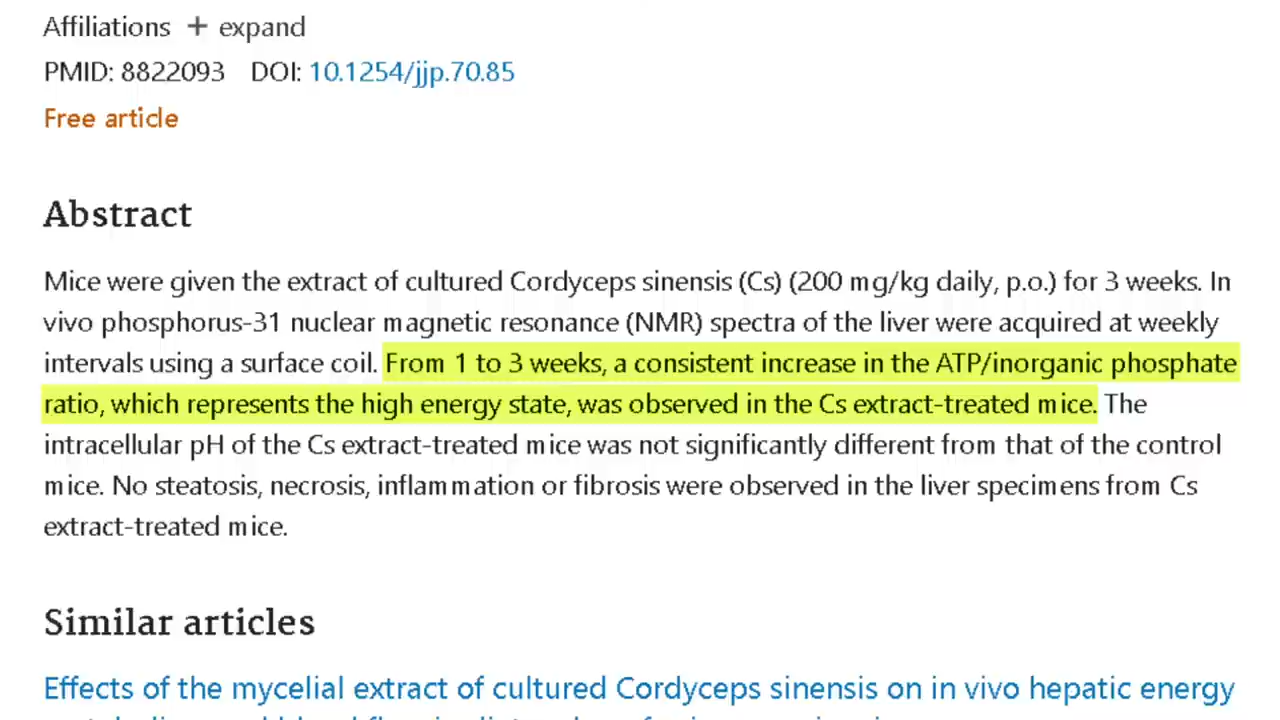 Affiliations + expand
PMID: 8822093 DOI: 10.1254/jjp.70.85
Free article
Abstract
Mice were given the extract of cultured Cordyceps sinensis (Cs) (200 mg/kg daily, p.o.) for 3 weeks. In
vivo phosphorus-31 nuclear magnetic resonance (NMR) spectra of the liver were acquired at weekly
intervals using a surface coil. From 1 to 3 weeks, a consistent increase in the ATP/inorganic phosphate
ratio, which represents the high energy state, was observed in the Cs extract-treated mice. The
intracellular pH of the Cs extract-treated mice was not significantly different from that of the control
mice. No steatosis, necrosis, inflammation or fibrosis were observed in the liver specimens from Cs
extract-treated mice.
Similar articles
Effects of the mycelial extract of cultured Cordyceps sinensis on in vivo hepatic energy